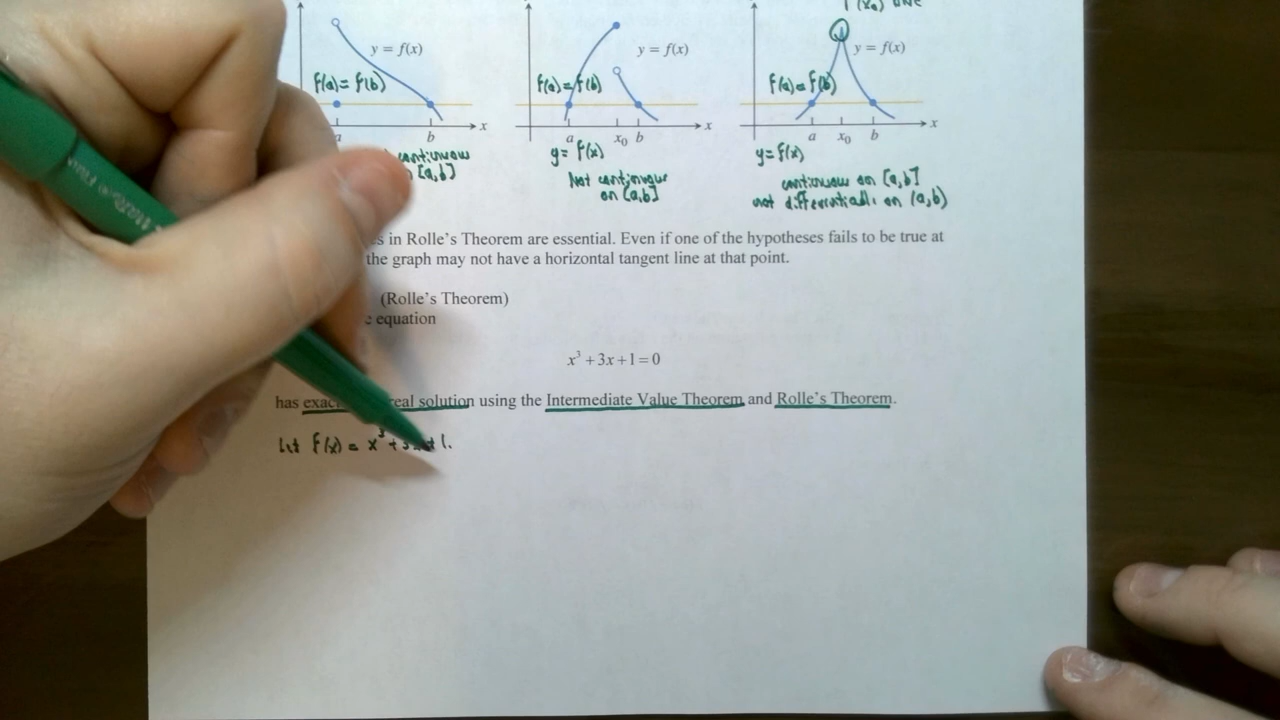 y = f(x) y = f(x) y = f(x)
f(a) = f(b) f(a) = f(b) f(a) = f(b)
x x x
a b a x₀ b a x₀ b
continuous
[a,b]
y = f(x)
Not continuous
on [a,b]
y = f(x)
continuous on [a,b]
not differentiable on (a,b)
s in Rolle's Theorem are essential. Even if one of the hypotheses fails to be true at
the graph may not have a horizontal tangent line at that point.
(Rolle's Theorem)
equation
x³ + 3x + 1 = 0
has exac real solution using the Intermediate Value Theorem and Rolle's Theorem.
Let f(x) = x³ + 3x + 1.